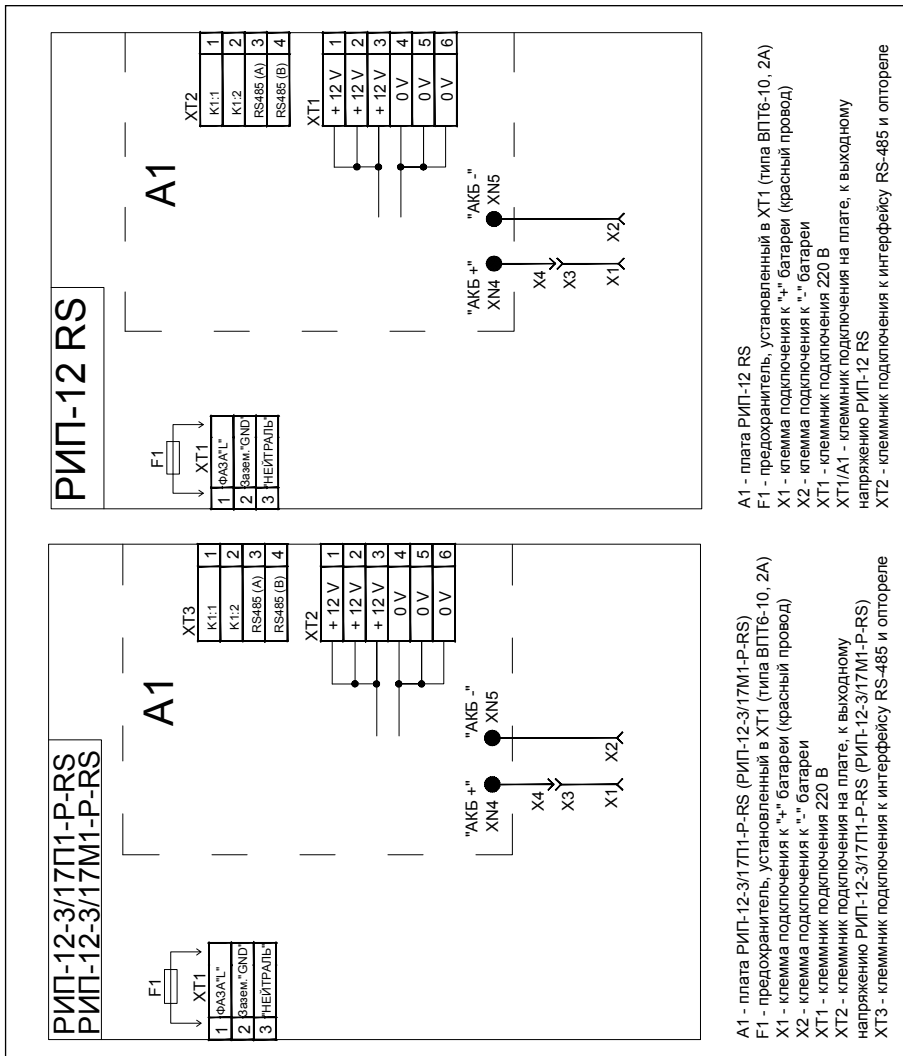 РИП-12 RS
A1
F1
XT1
1 ФАЗА"L"
2 Зазем."GND"
3 "НЕЙТРАЛЬ"
XT2
K1:1 1
K1:2 2
RS485 (A) 3
RS485 (B) 4
XT1
+ 12 V 1
+ 12 V 2
+ 12 V 3
0 V 4
0 V 5
0 V 6
"АКБ +" "АКБ -"
XN4 XN5
X4
X3
X1 X2
A1 - плата РИП-12 RS
F1 - предохранитель, установленный в XT1 (типа ВПТ6-10, 2А)
X1 - клемма подключения к "+" батареи (красный провод)
X2 - клемма подключения к "-" батареи
XT1 - клеммник подключения 220 В
XT1/A1 - клеммник подключения на плате, к выходному
напряжению РИП-12 RS
XT2 - клеммник подключения к интерфейсу RS-485 и опторелe
РИП-12-3/17П1-Р-RS
РИП-12-3/17М1-Р-RS
A1
F1
XT1
1 ФАЗА"L"
2 Зазем."GND"
3 "НЕЙТРАЛЬ"
XT3
K1:1 1
K1:2 2
RS485 (A) 3
RS485 (B) 4
XT2
+ 12 V 1
+ 12 V 2
+ 12 V 3
0 V 4
0 V 5
0 V 6
"АКБ +" "АКБ -"
XN4 XN5
X4
X3
X1 X2
A1 - плата РИП-12-3/17П1-Р-RS (РИП-12-3/17М1-Р-RS)
F1 - предохранитель, установленный в XT1 (типа ВПТ6-10, 2А)
X1 - клемма подключения к "+" батареи (красный провод)
X2 - клемма подключения к "-" батареи
XT1 - клеммник подключения 220 В
XT2 - клеммник подключения на плате, к выходному
напряжению РИП-12-3/17П1-Р-RS (РИП-12-3/17М1-Р-RS)
XT3 - клеммник подключения к интерфейсу RS-485 и опторелe